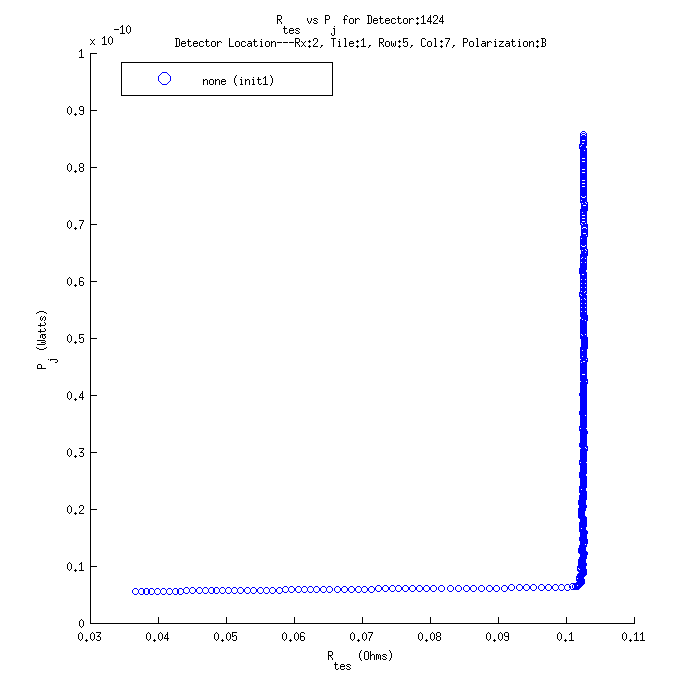 R_tes vs P_j for Detector:1424
Detector Location---Rx:2, Tile:1, Row:5, Col:7, Polarization:B
x 10^-10
none (init1)
1
0.9
0.8
0.7
0.6
0.5
0.4
0.3
0.2
0.1
0
P_j (Watts)
0.03 0.04 0.05 0.06 0.07 0.08 0.09 0.1 0.11
R_tes (Ohms)